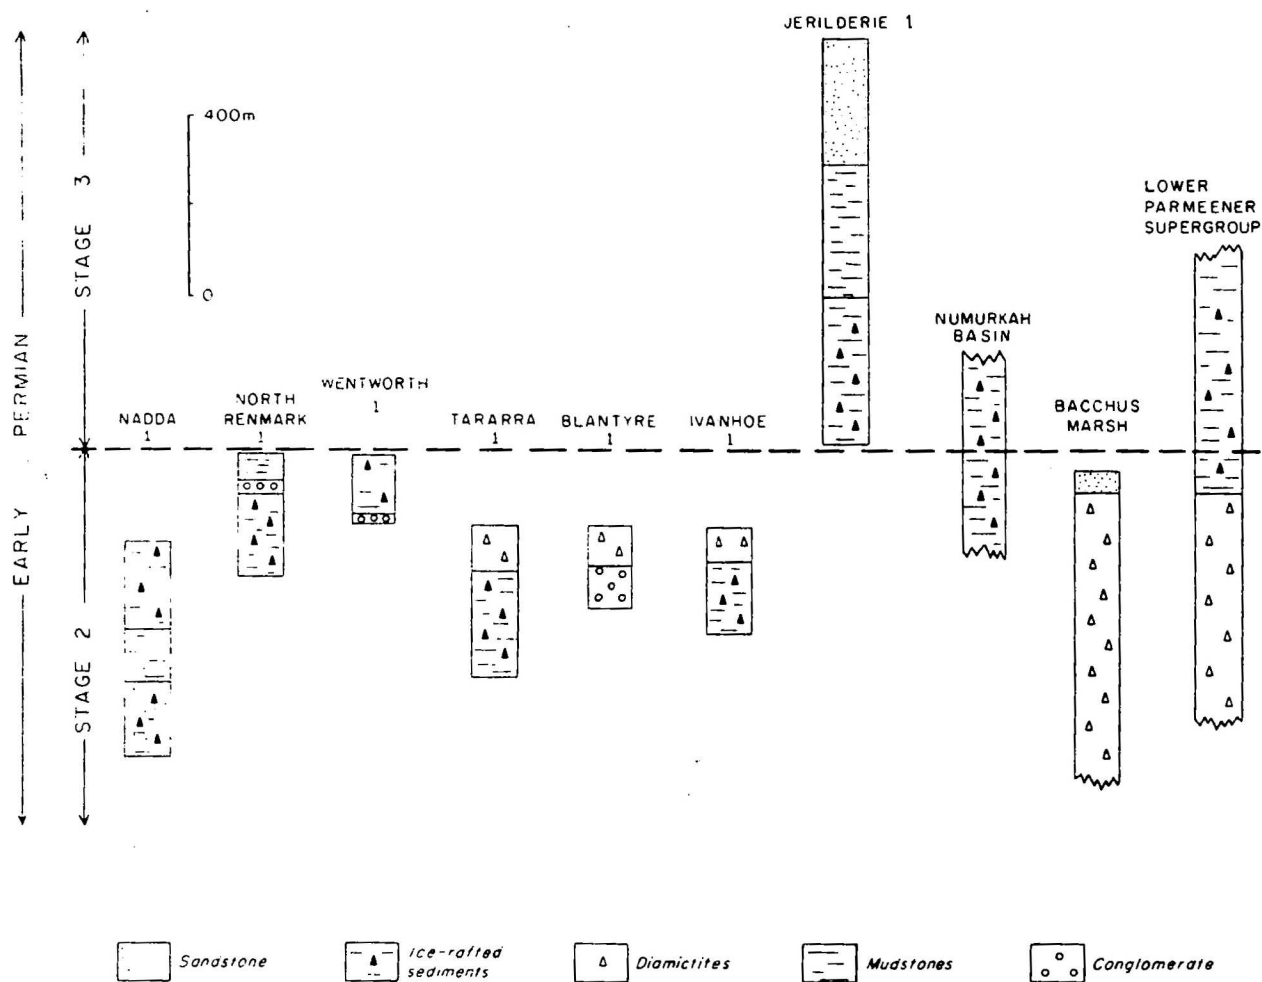 JERILDERIE 1
400m
0
LOWER
PARMEENER
SUPERGROUP
NUMURKAH
BASIN
WENTWORTH
1
NORTH
RENMARK
1
NADDA
1
TARARRA
1
BLANTYRE
1
IVANHOE
1
BACCHUS
MARSH
EARLY PERMIAN
STAGE 3
STAGE 2
Sandstone
Ice-rafted
sediments
Diamictites
Mudstones
Conglomerate